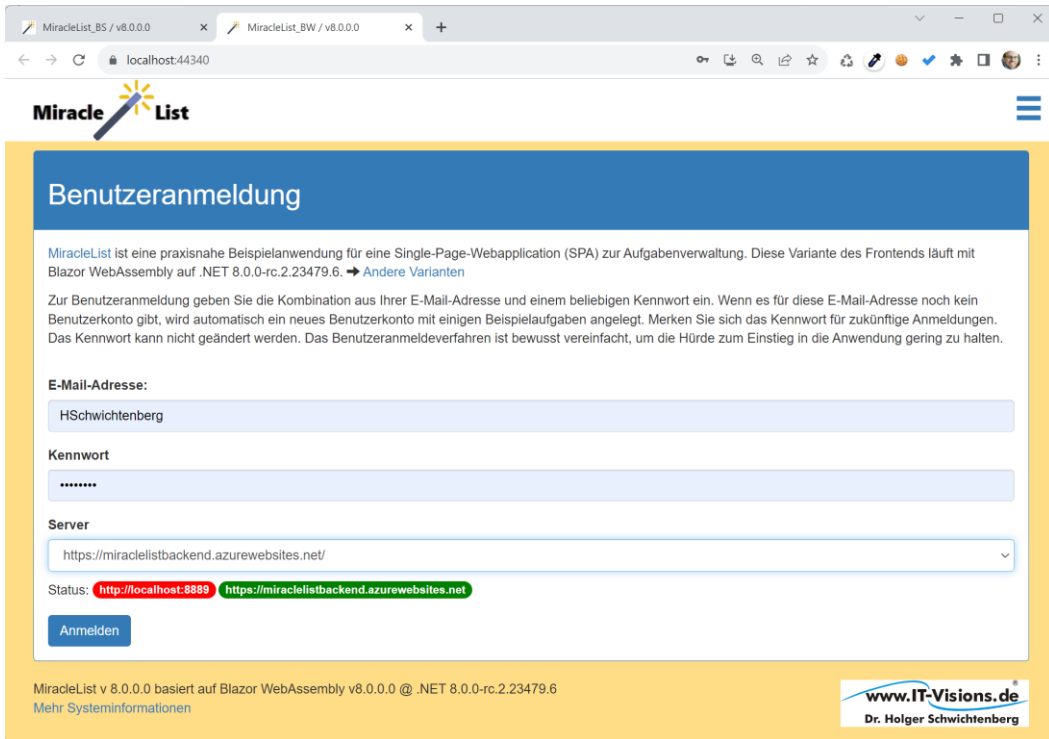 MiracleList_BS / v8.0.0.0
MiracleList_BW / v8.0.0.0
localhost:44340
Miracle List
Benutzeranmeldung
MiracleList ist eine praxisnahe Beispielanwendung für eine Single-Page-Webapplication (SPA) zur Aufgabenverwaltung. Diese Variante des Frontends läuft mit
Blazor WebAssembly auf .NET 8.0.0-rc.2.23479.6. ➔ Andere Varianten
Zur Benutzeranmeldung geben Sie die Kombination aus Ihrer E-Mail-Adresse und einem beliebigen Kennwort ein. Wenn es für diese E-Mail-Adresse noch kein
Benutzerkonto gibt, wird automatisch ein neues Benutzerkonto mit einigen Beispielaufgaben angelegt. Merken Sie sich das Kennwort für zukünftige Anmeldungen.
Das Kennwort kann nicht geändert werden. Das Benutzeranmeldeverfahren ist bewusst vereinfacht, um die Hürde zum Einstieg in die Anwendung gering zu halten.
E-Mail-Adresse:
HSchwichtenberg
Kennwort
••••••••
Server
https://miraclelistbackend.azurewebsites.net/
Status: http://localhost:8889 https://miraclelistbackend.azurewebsites.net
Anmelden
MiracleList v 8.0.0.0 basiert auf Blazor WebAssembly v8.0.0.0 @ .NET 8.0.0-rc.2.23479.6
Mehr Systeminformationen
www.IT-Visions.de®
Dr. Holger Schwichtenberg